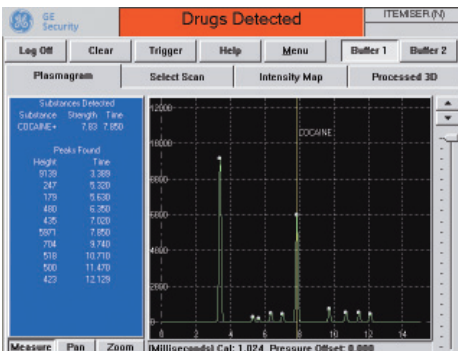 GE
Security
Drugs Detected
ITEMISER(N)
Log Off Clear Trigger Help Menu Buffer 1 Buffer 2
Plasmagram Select Scan Intensity Map Processed 3D
Substances Detected
Substance Strength Time
COCAINE+ 7.83 7.850
Peaks Found
Height Time
9139 3.389
247 5.320
179 5.630
480 6.350
435 7.020
5971 7.850
704 9.740
518 10.710
500 11.470
423 12.129
12000
COCAINE
10000
8000
6000
4000
2000
0
0 2 4 6 8 10 12 14
Measure Pan Zoom [Milliseconds] Cal: 1.024 Pressure Offset: 0.000